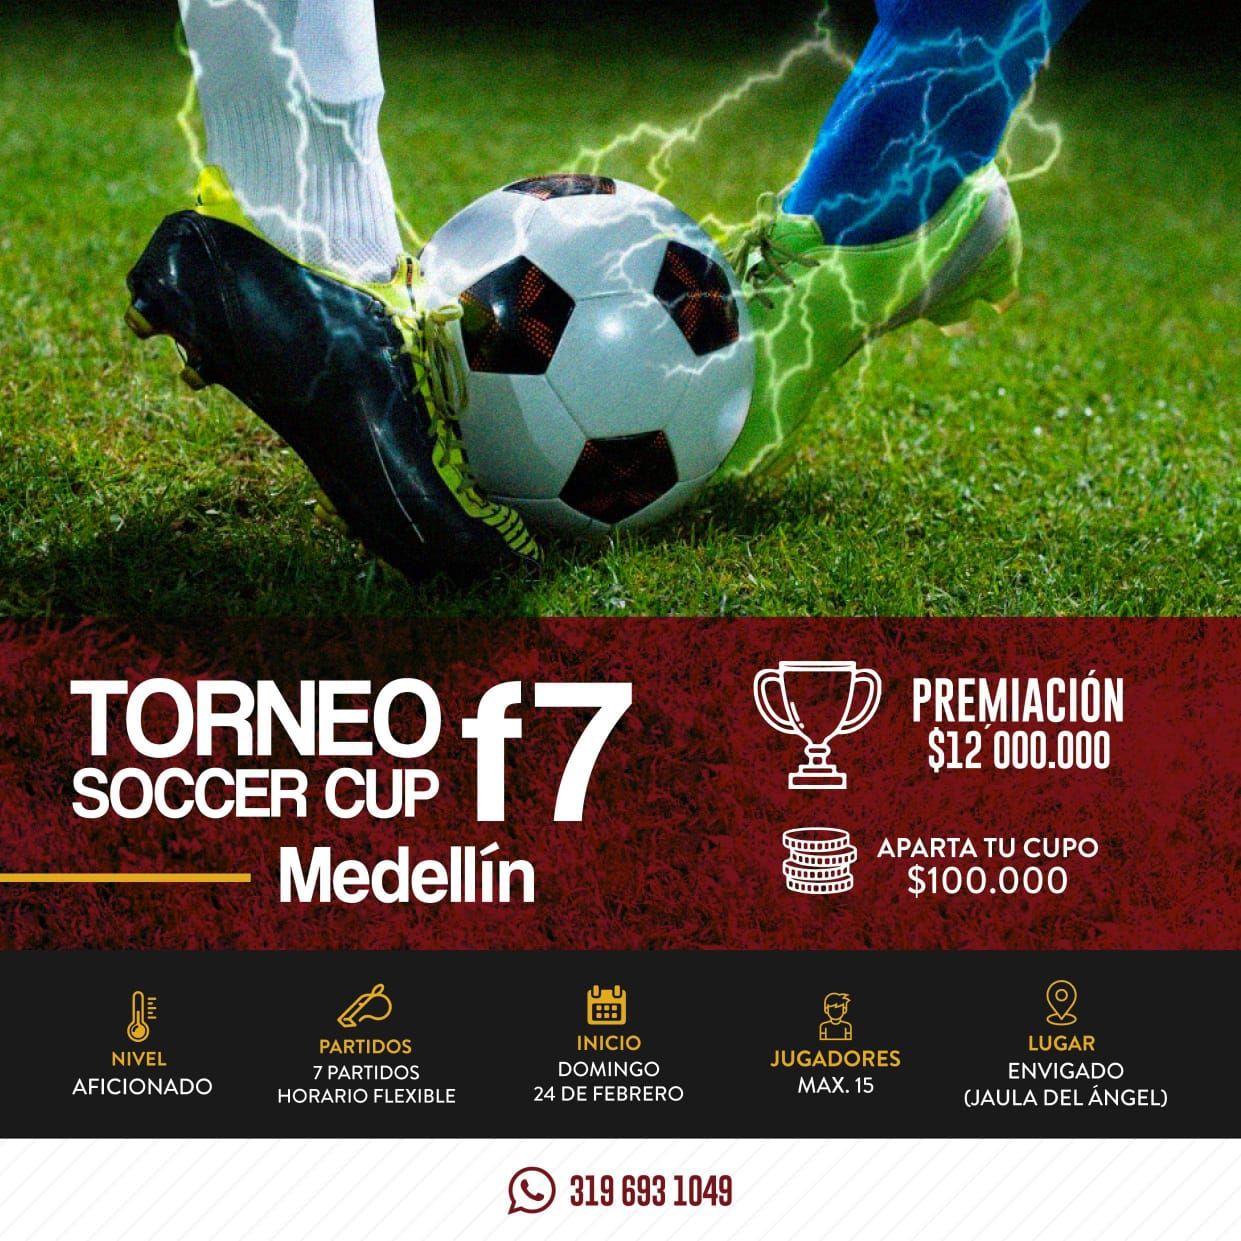 TORNEO
SOCCER CUP
f7
Medellín
PREMIACIÓN
$12´000.000
APARTA TU CUPO
$100.000
NIVEL
AFICIONADO
PARTIDOS
7 PARTIDOS
HORARIO FLEXIBLE
INICIO
DOMINGO
24 DE FEBRERO
JUGADORES
MAX. 15
LUGAR
ENVIGADO
(JAULA DEL ÁNGEL)
319 693 1049